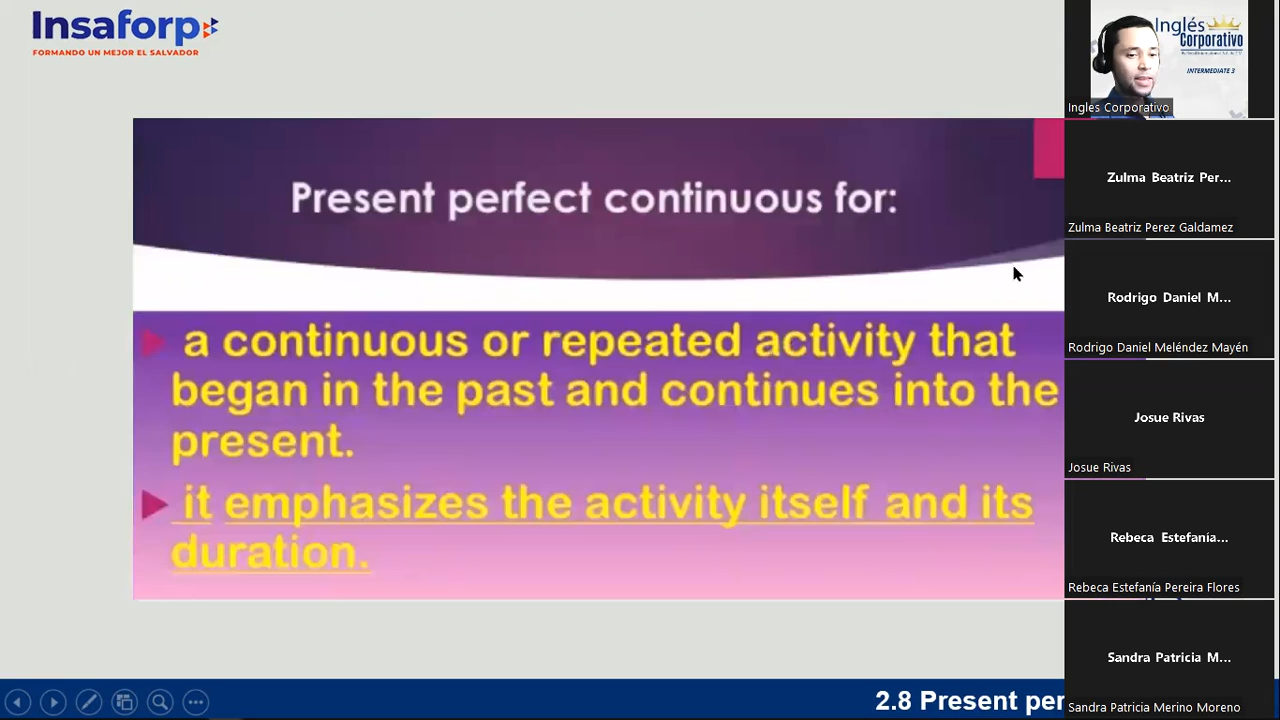 Insaforp
FORMANDO UN MEJOR EL SALVADOR
Present perfect continuous for:
a continuous or repeated activity that
began in the past and continues into the
present.
it emphasizes the activity itself and its
duration.
2.8 Present per
Inglés
Corporativo
INTERMEDIATE 3
Ingles Corporativo
Zulma Beatriz Per...
Zulma Beatriz Perez Galdamez
Rodrigo Daniel M...
Rodrigo Daniel Meléndez Mayén
Josue Rivas
Josue Rivas
Rebeca Estefanía...
Rebeca Estefanía Pereira Flores
Sandra Patricia M...
Sandra Patricia Merino Moreno